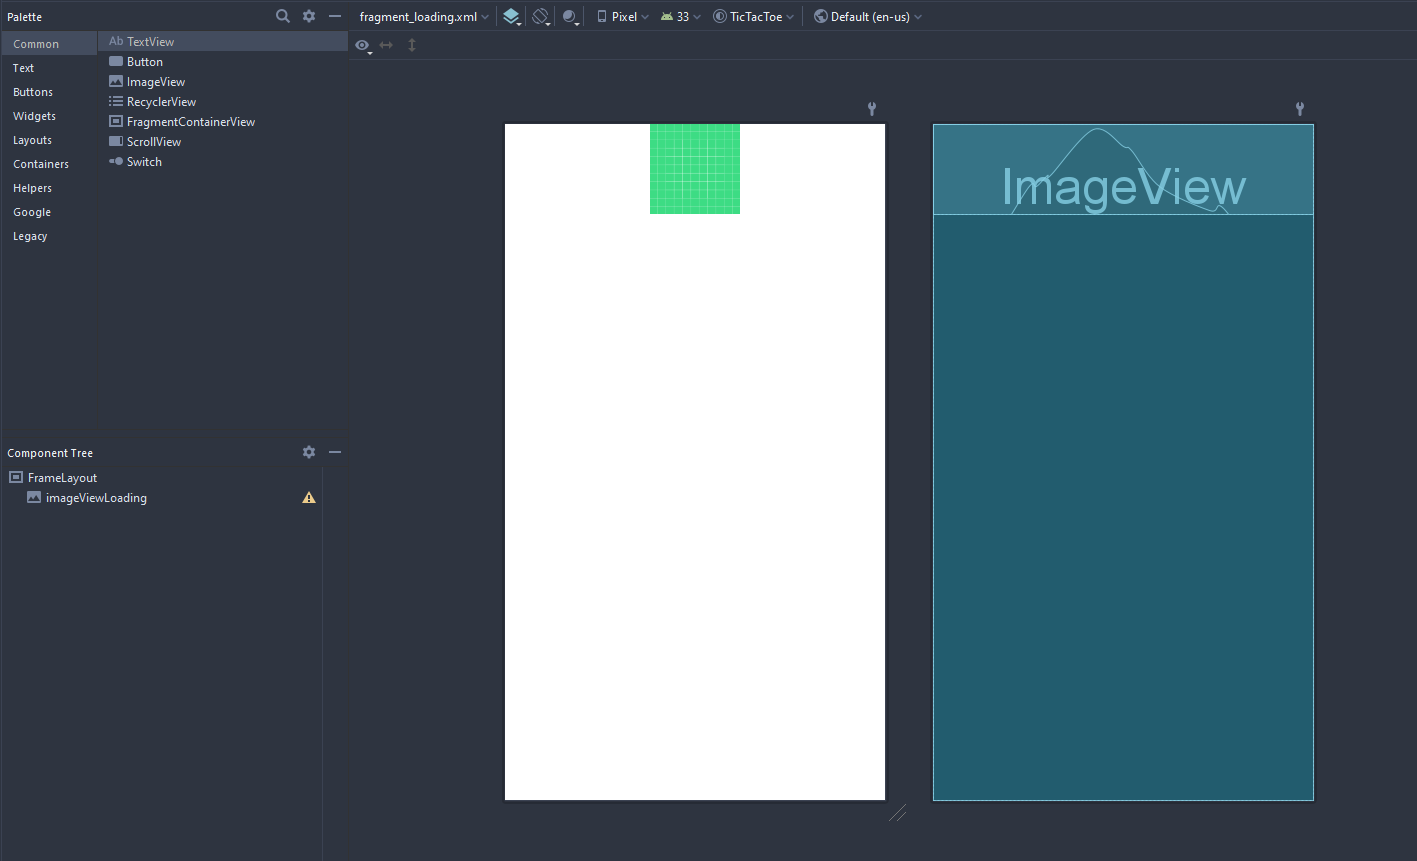 Palette
fragment_loading.xml
Pixel
33
TicTacToe
Default (en-us)
Common
Text
Buttons
Widgets
Layouts
Containers
Helpers
Google
Legacy
Ab TextView
Button
ImageView
RecyclerView
FragmentContainerView
ScrollView
Switch
ImageView
Component Tree
FrameLayout
imageViewLoading